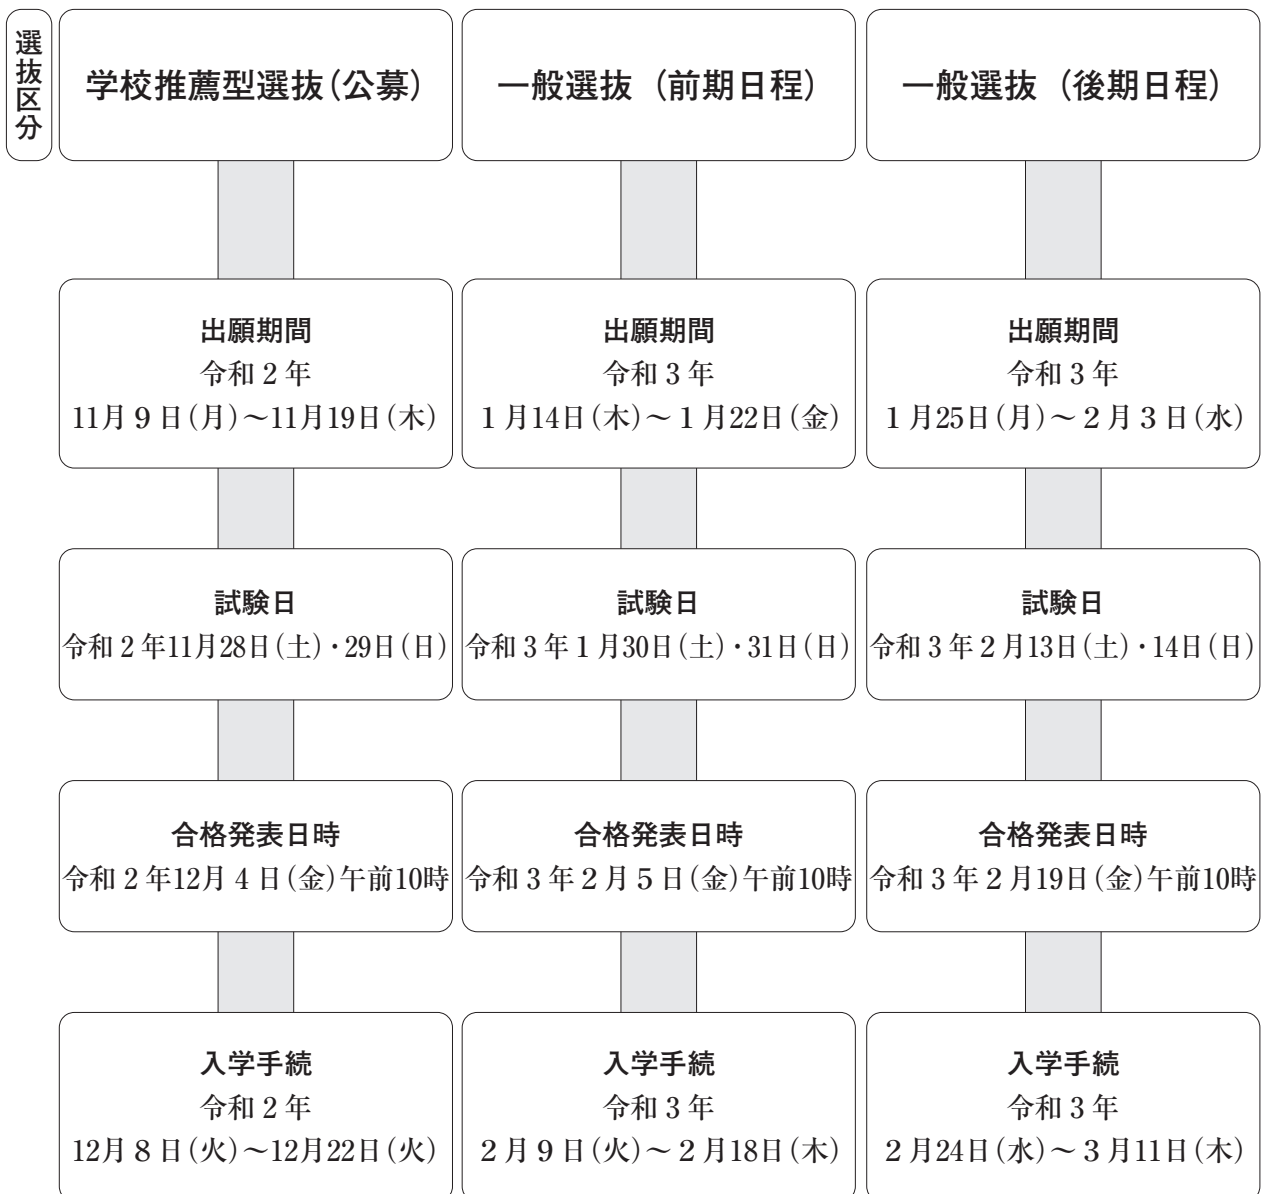 選抜区分
学校推薦型選抜(公募)
一般選抜（前期日程）
一般選抜（後期日程）
出願期間
令和2年
11月9日(月)～11月19日(木)
出願期間
令和3年
1月14日(木)～1月22日(金)
出願期間
令和3年
1月25日(月)～2月3日(水)
試験日
令和2年11月28日(土)・29日(日)
試験日
令和3年1月30日(土)・31日(日)
試験日
令和3年2月13日(土)・14日(日)
合格発表日時
令和2年12月4日(金)午前10時
合格発表日時
令和3年2月5日(金)午前10時
合格発表日時
令和3年2月19日(金)午前10時
入学手続
令和2年
12月8日(火)～12月22日(火)
入学手続
令和3年
2月9日(火)～2月18日(木)
入学手続
令和3年
2月24日(水)～3月11日(木)